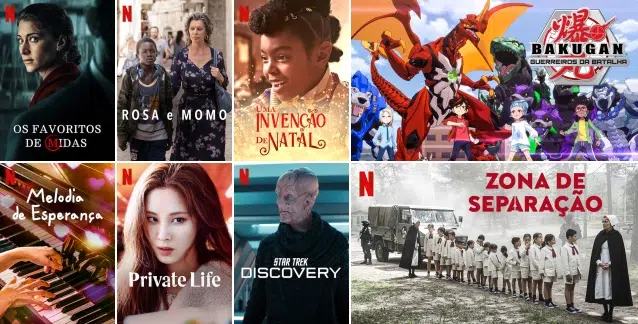 N
OS FAVORITOS
DE MIDAS
N
ROSA e MOMO
N
UMA
INVENÇÃO
DE NATAL
爆
BAKUGAN
GUERREIROS DA BATALHA
N
Melodia
de Esperança
N
Private Life
N
STAR TREK
DISCOVERY
N
ZONA DE
SEPARAÇÃO